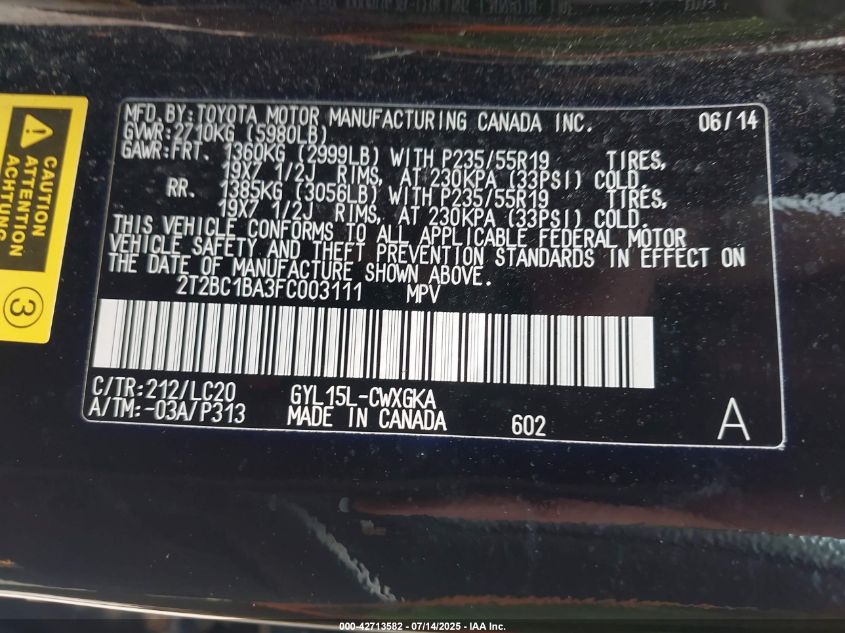 MFD. BY: TOYOTA MOTOR MANUFACTURING CANADA INC. 06/14
GVWR: 2710KG (5980LB)
GAWR: FRT. 1360KG (2999LB) WITH P235/55R19 TIRES,
19X7 1/2J RIMS, AT 230KPA (33PSI) COLD.
RR. 1385KG (3056LB) WITH P235/55R19 TIRES,
19X7 1/2J RIMS, AT 230KPA (33PSI) COLD.
THIS VEHICLE CONFORMS TO ALL APPLICABLE FEDERAL MOTOR
VEHICLE SAFETY AND THEFT PREVENTION STANDARDS IN EFFECT ON
THE DATE OF MANUFACTURE SHOWN ABOVE.
2T2BC1BA3FC003111 MPV
C/TR: 212/LC20 GYL15L-CWXGKA
A/TM: -03A/P313 MADE IN CANADA 602 A
CAUTION
ATTENTION
ACHTUNG
3
000-42713582 - 07/14/2025 - IAA Inc.